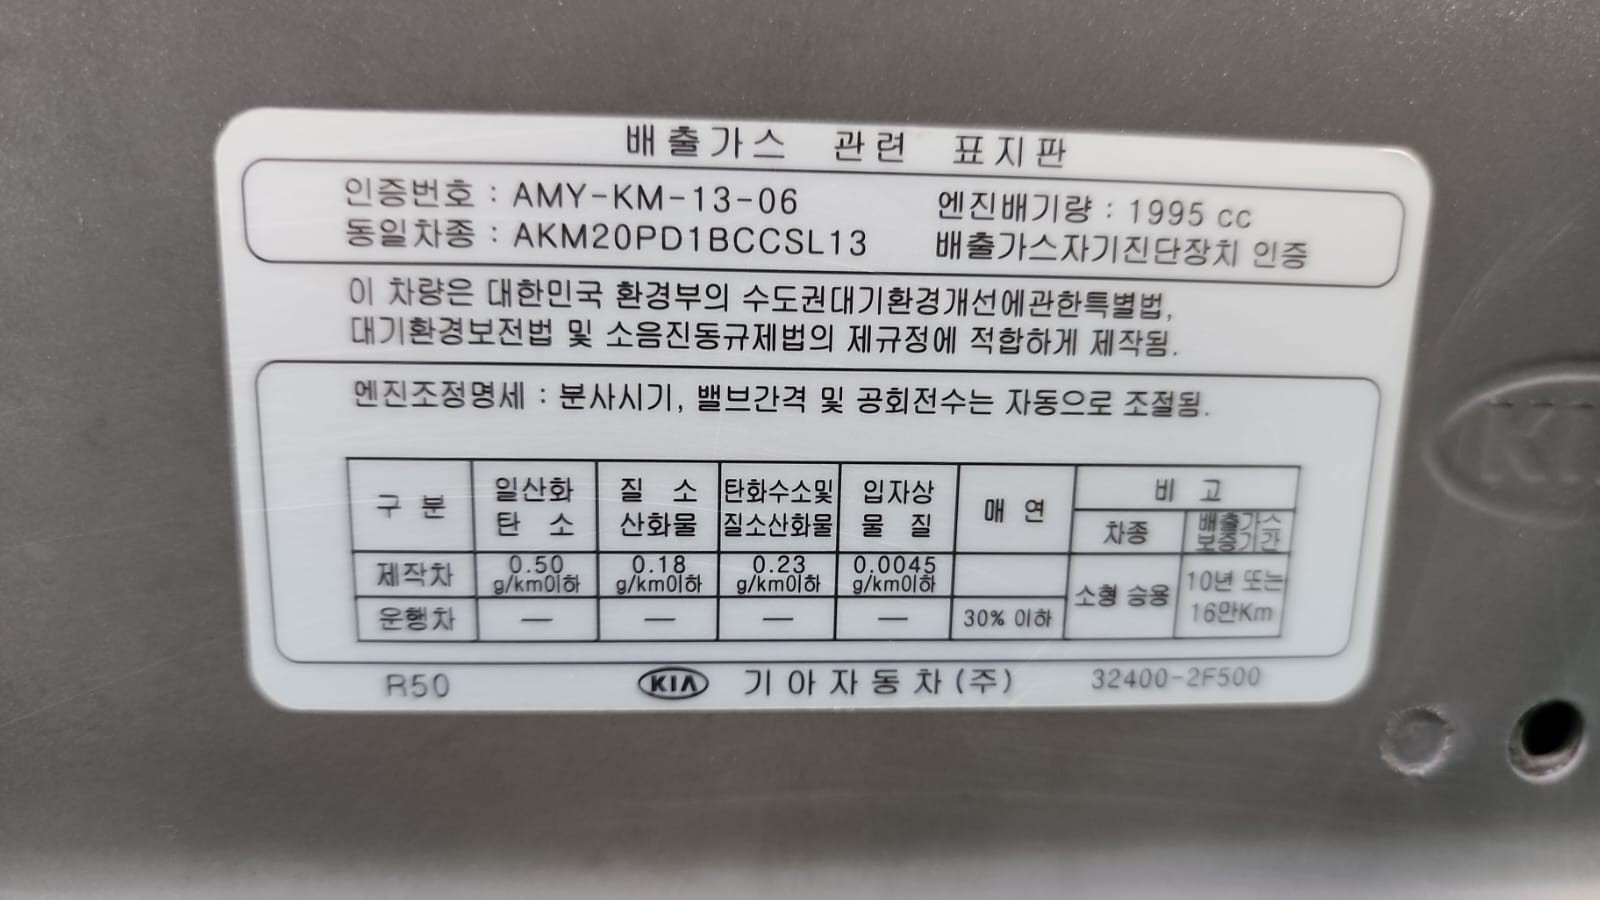 배출가스 관련 표지판
인증번호 : AMY-KM-13-06 엔진배기량 : 1995 cc
동일차종 : AKM20PD1BCCSL13 배출가스자기진단장치 인증
이 차량은 대한민국 환경부의 수도권대기환경개선에관한특별법,
대기환경보전법 및 소음진동규제법의 제규정에 적합하게 제작됨.
엔진조정명세 : 분사시기, 밸브간격 및 공회전수는 자동으로 조절됨.
구 분 일산화 탄 소 질 소 산화물 탄화수소및 질소산화물 입자상 물 질 매 연 비 고
차종 배출가스 보증기간
제작차 0.50 g/km이하 0.18 g/km이하 0.23 g/km이하 0.0045 g/km이하 소형 승용 10년 또는 16만Km
운행차 — — — — 30% 이하
R50 KIA 기아자동차(주) 32400-2F500